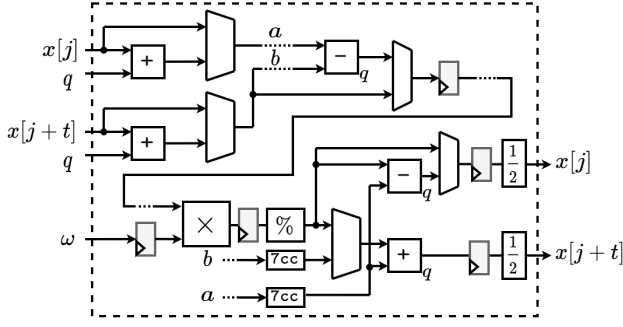 x[j]
+
a
−
q
b
q
x[j + t]
+
q
− q
1/2
x[j]
ω
×
%
b
7cc
+
q
1/2
x[j + t]
a
7cc